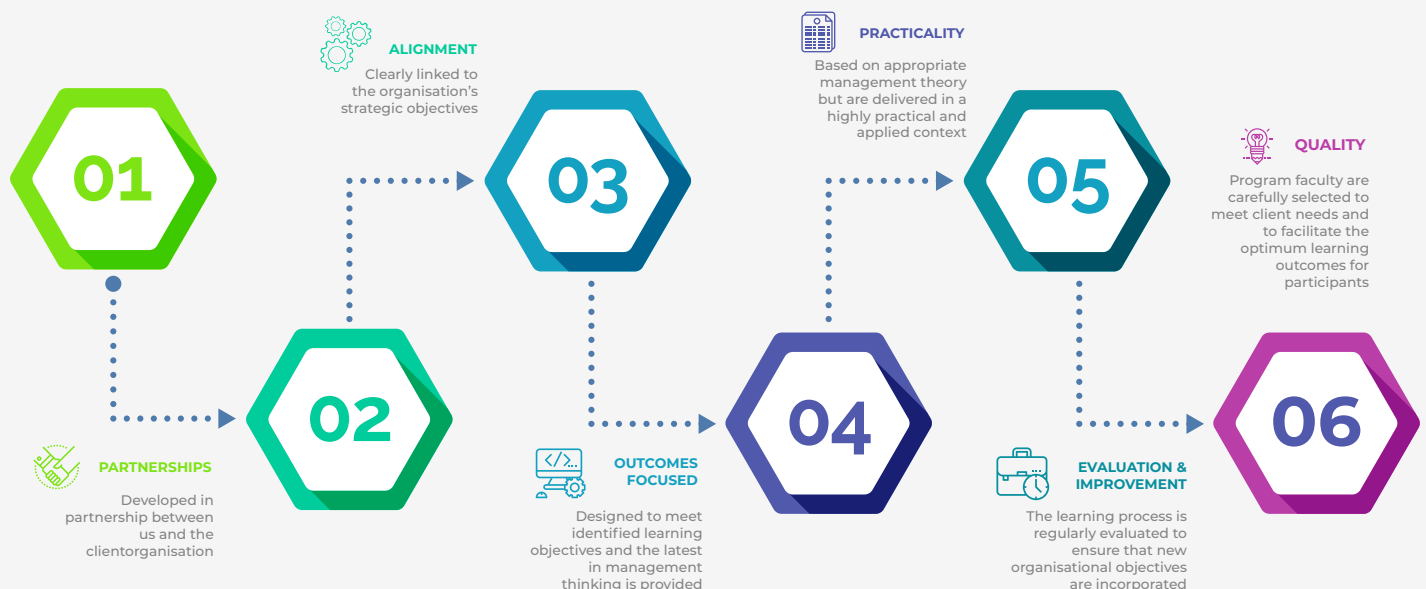 01
PARTNERSHIPS
Developed in
partnership between
us and the
clientorganisation
02
ALIGNMENT
Clearly linked to
the organisation's
strategic objectives
03
OUTCOMES
FOCUSED
Designed to meet
identified learning
objectives and the latest
in management
thinking is provided
04
PRACTICALITY
Based on appropriate
management theory
but are delivered in a
highly practical and
applied context
05
EVALUATION &
IMPROVEMENT
The learning process is
regularly evaluated to
ensure that new
organisational objectives
are incorporated
06
QUALITY
Program faculty are
carefully selected to
meet client needs and
to facilitate the
optimum learning
outcomes for
participants